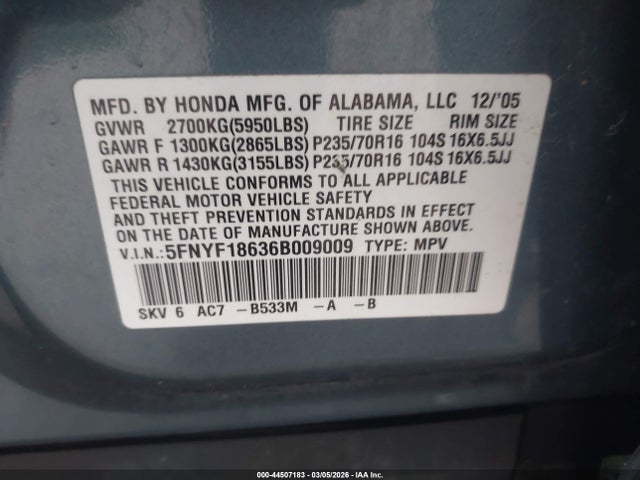 MFD. BY HONDA MFG. OF ALABAMA, LLC 12/'05
GVWR 2700KG(5950LBS) TIRE SIZE RIM SIZE
GAWR F 1300KG(2865LBS) P235/70R16 104S 16X6.5JJ
GAWR R 1430KG(3155LBS) P235/70R16 104S 16X6.5JJ
THIS VEHICLE CONFORMS TO ALL APPLICABLE
FEDERAL MOTOR VEHICLE SAFETY
AND THEFT PREVENTION STANDARDS IN EFFECT
ON THE DATE OF MANUFACTURE SHOWN ABOVE.
V.I.N.: 5FNYF18636B009009 TYPE: MPV
SKV 6 AC7 -B533M -A -B
000-44507183 - 03/05/2026 - IAA Inc.